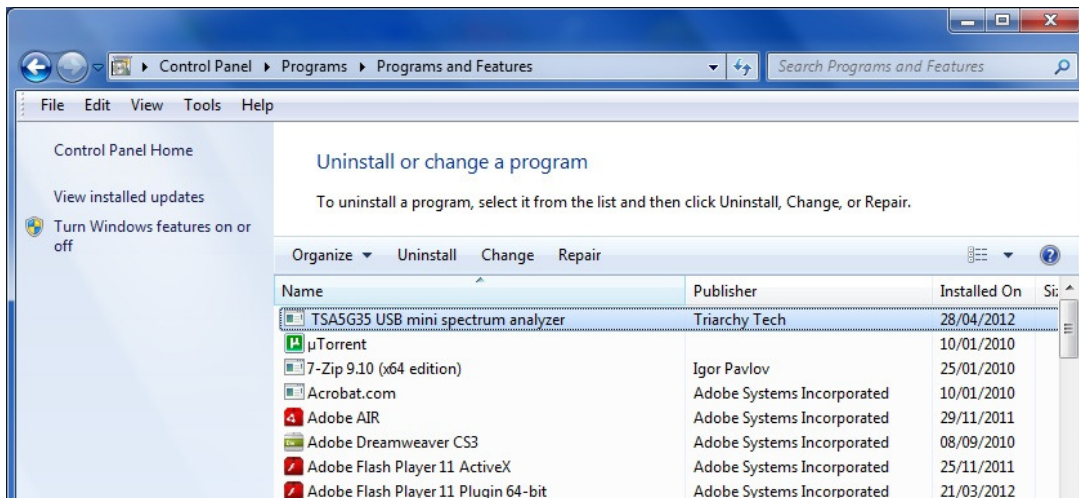 Control Panel Programs Programs and Features Search Programs and Features
File Edit View Tools Help
Control Panel Home
View installed updates
Turn Windows features on or
off
Uninstall or change a program
To uninstall a program, select it from the list and then click Uninstall, Change, or Repair.
Organize Uninstall Change Repair
Name Publisher Installed On Si
TSA5G35 USB mini spectrum analyzer Triarchy Tech 28/04/2012
µTorrent 10/01/2010
7-Zip 9.10 (x64 edition) Igor Pavlov 25/01/2010
Acrobat.com Adobe Systems Incorporated 10/01/2010
Adobe AIR Adobe Systems Incorporated 29/11/2011
Adobe Dreamweaver CS3 Adobe Systems Incorporated 08/09/2010
Adobe Flash Player 11 ActiveX Adobe Systems Incorporated 25/11/2011
Adobe Flash Player 11 Plugin 64-bit Adobe Systems Incorporated 21/03/2012